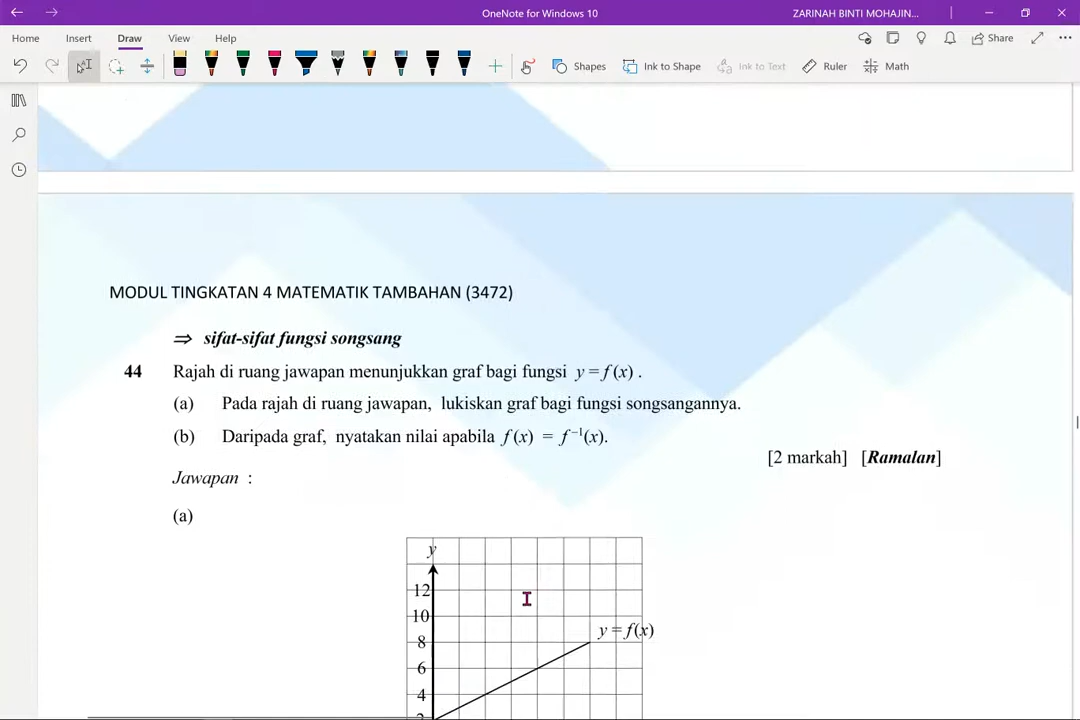 OneNote for Windows 10
ZARINAH BINTI MOHAJIN...
Home Insert Draw View Help
Share
Shapes Ink to Shape Ink to Text Ruler Math
MODUL TINGKATAN 4 MATEMATIK TAMBAHAN (3472)
⇒ sifat-sifat fungsi songsang
44 Rajah di ruang jawapan menunjukkan graf bagi fungsi y = f(x) .
(a) Pada rajah di ruang jawapan, lukiskan graf bagi fungsi songsangannya.
(b) Daripada graf, nyatakan nilai apabila f(x) = f⁻¹(x).
[2 markah] [Ramalan]
Jawapan :
(a)
y
12
10
y = f(x)
8
6
4
2